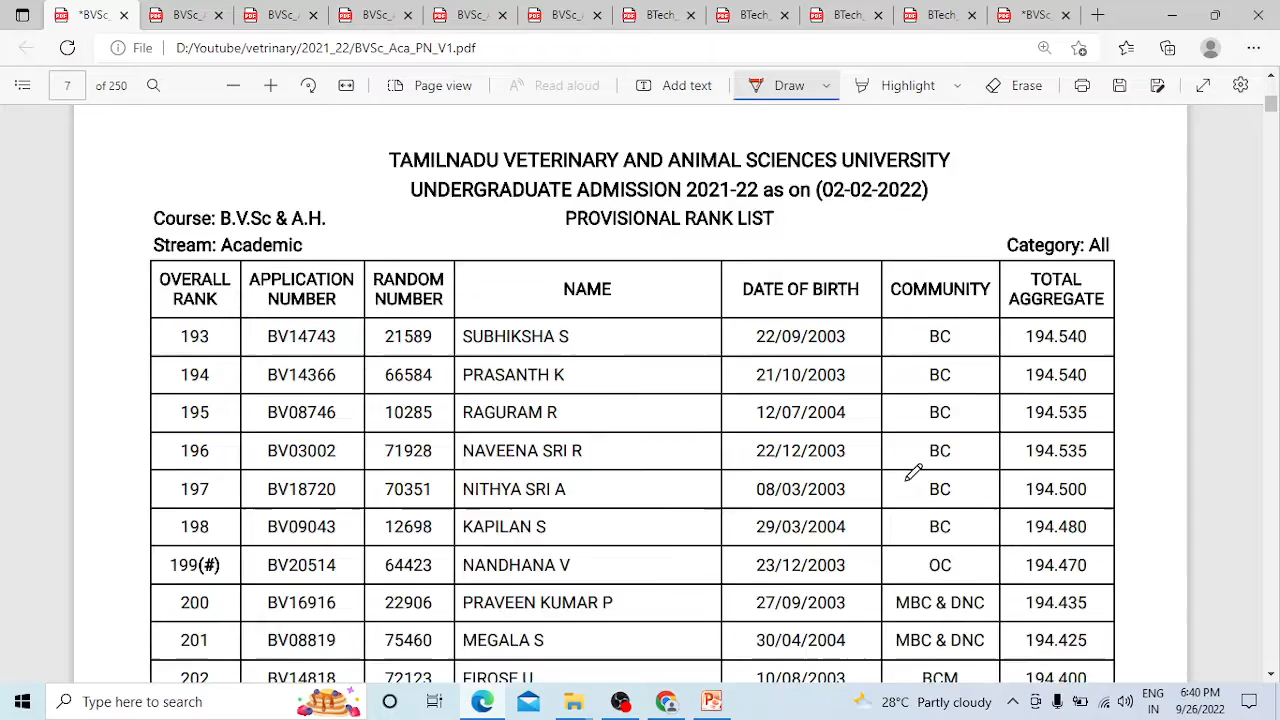 *BVSc_ BVSc_ BVSc_ BVSc_ BVSc_ BVSc_ BTech_ BTech_ BTech_ BTech_ *BVSc
File D:/Youtube/vetrinary/2021_22/BVSc_Aca_PN_V1.pdf
7 of 250 Page view Read aloud Add text Draw Highlight Erase
TAMILNADU VETERINARY AND ANIMAL SCIENCES UNIVERSITY
UNDERGRADUATE ADMISSION 2021-22 as on (02-02-2022)
Course: B.V.Sc & A.H. PROVISIONAL RANK LIST
Stream: Academic Category: All
OVERALL RANK APPLICATION NUMBER RANDOM NUMBER NAME DATE OF BIRTH COMMUNITY TOTAL AGGREGATE
193 BV14743 21589 SUBHIKSHA S 22/09/2003 BC 194.540
194 BV14366 66584 PRASANTH K 21/10/2003 BC 194.540
195 BV08746 10285 RAGURAM R 12/07/2004 BC 194.535
196 BV03002 71928 NAVEENA SRI R 22/12/2003 BC 194.535
197 BV18720 70351 NITHYA SRI A 08/03/2003 BC 194.500
198 BV09043 12698 KAPILAN S 29/03/2004 BC 194.480
199(#) BV20514 64423 NANDHANA V 23/12/2003 OC 194.470
200 BV16916 22906 PRAVEEN KUMAR P 27/09/2003 MBC & DNC 194.435
201 BV08819 75460 MEGALA S 30/04/2004 MBC & DNC 194.425
202 BV14818 72123 FIROSE U 10/08/2003 BCM 194.400
Type here to search 28°C Partly cloudy ENG IN 6:40 PM 9/26/2022